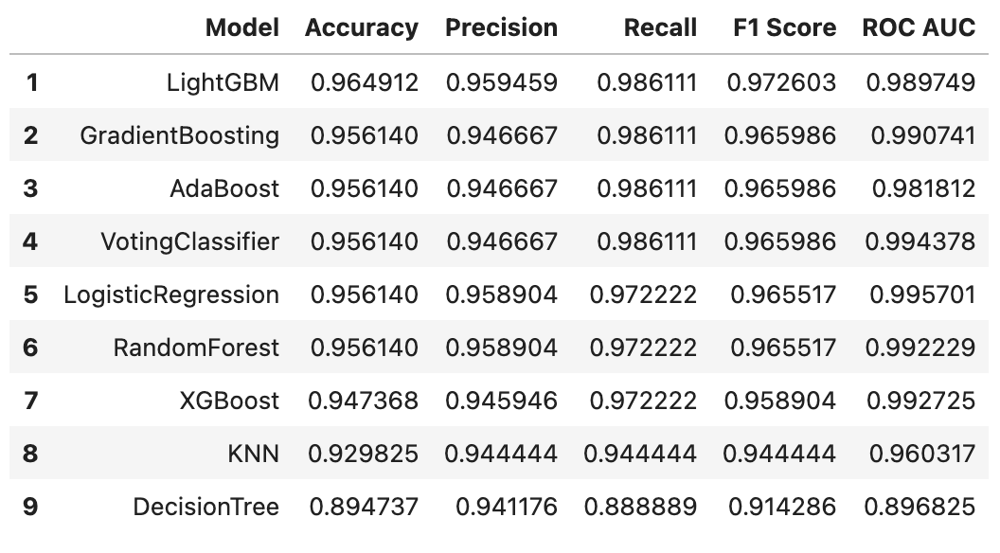 Model Accuracy Precision Recall F1 Score ROC AUC
1 LightGBM 0.964912 0.959459 0.986111 0.972603 0.989749
2 GradientBoosting 0.956140 0.946667 0.986111 0.965986 0.990741
3 AdaBoost 0.956140 0.946667 0.986111 0.965986 0.981812
4 VotingClassifier 0.956140 0.946667 0.986111 0.965986 0.994378
5 LogisticRegression 0.956140 0.958904 0.972222 0.965517 0.995701
6 RandomForest 0.956140 0.958904 0.972222 0.965517 0.992229
7 XGBoost 0.947368 0.945946 0.972222 0.958904 0.992725
8 KNN 0.929825 0.944444 0.944444 0.944444 0.960317
9 DecisionTree 0.894737 0.941176 0.888889 0.914286 0.896825